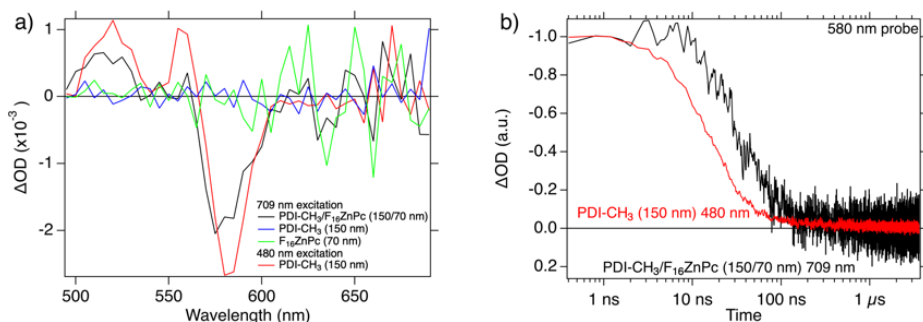 a)
ΔOD (x10⁻³)
1
0
-1
-2
709 nm excitation
PDI-CH₃/F₁₆ZnPc (150/70 nm)
PDI-CH₃ (150 nm)
F₁₆ZnPc (70 nm)
480 nm excitation
PDI-CH₃ (150 nm)
500 550 600 650
Wavelength (nm)
b)
580 nm probe
ΔOD (a.u.)
-1.0
-0.8
-0.6
-0.4
-0.2
0.0
0.2
PDI-CH₃ (150 nm) 480 nm
PDI-CH₃/F₁₆ZnPc (150/70 nm) 709 nm
1 ns 10 ns 100 ns 1 µs
Time